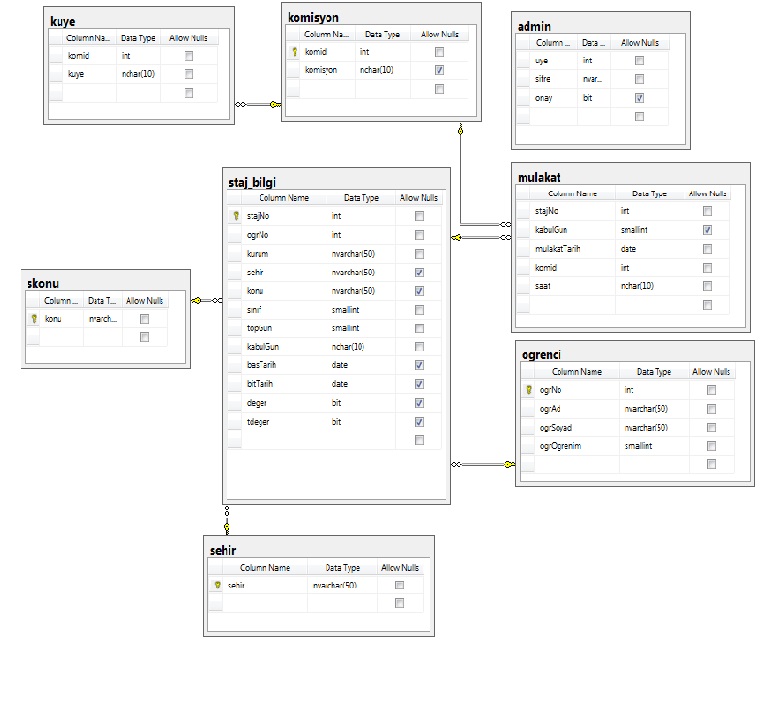 kuye
Column Na... Data Type Allow Nulls
komid int
kuye nchar(10)
komisyon
Column Na... Data Type Allow Nulls
komid int
komisyon nchar(10)
admin
Column ... Data ... Allow Nulls
uye int
sifre nvar...
onay bit
staj_bilgi
Column Name Data Type Allow Nulls
stajNo int
ogrNo int
kurum nvarchar(50)
sehir nvarchar(50)
konu nvarchar(50)
sinif smallint
topGun smallint
kabulGun nchar(10)
basTarih date
bitTarih date
deger bit
tdeger bit
mulakat
Column Name Data Type Allow Nulls
stajNo int
kabulGun smallint
mulakatTarih date
komid int
saat nchar(10)
skonu
Column ... Data T... Allow Nulls
konu nvarch...
ogrenci
Column Name Data Type Allow Nulls
ogrNo int
ogrAd nvarchar(50)
ogrSoyad nvarchar(50)
ogrOgrenim smallint
sehir
Column Name Data Type Allow Nulls
sehir nvarchar(50)